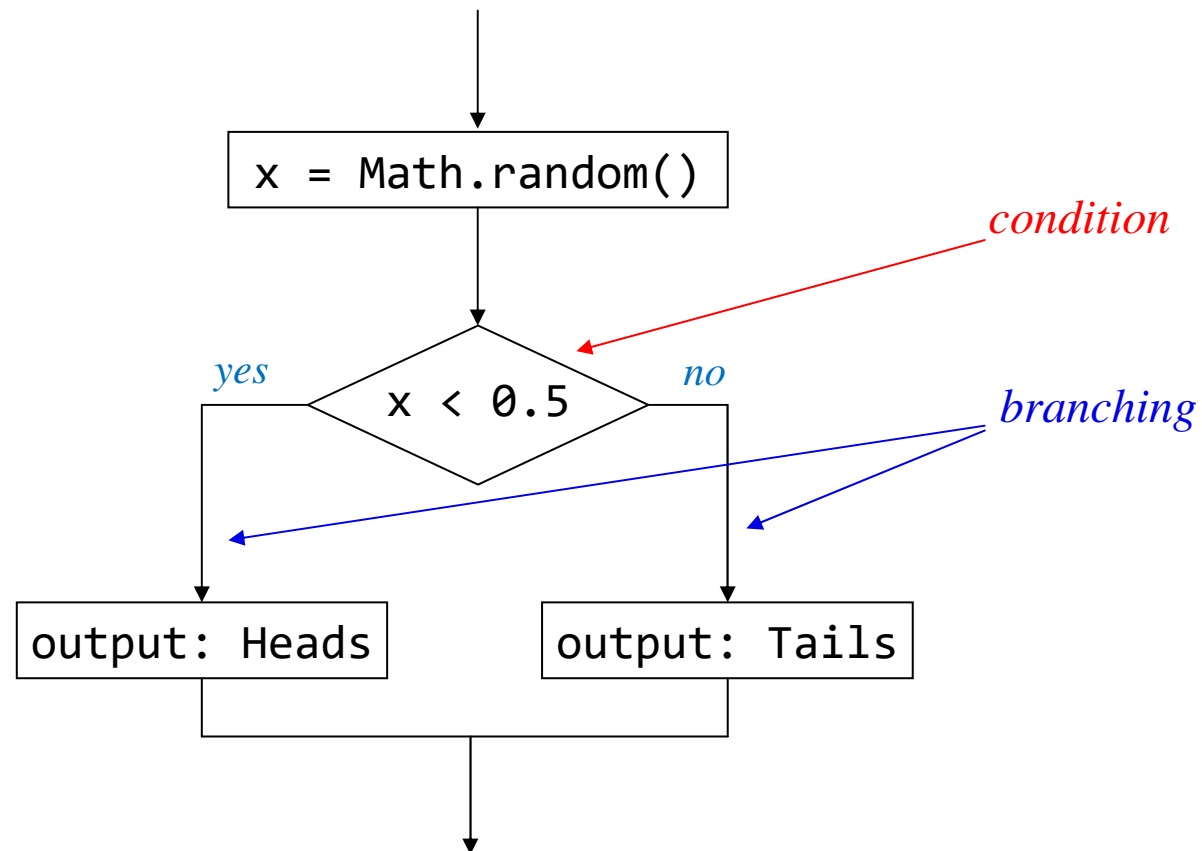 x = Math.random()
condition
yes
x < 0.5
no
branching
output: Heads
output: Tails